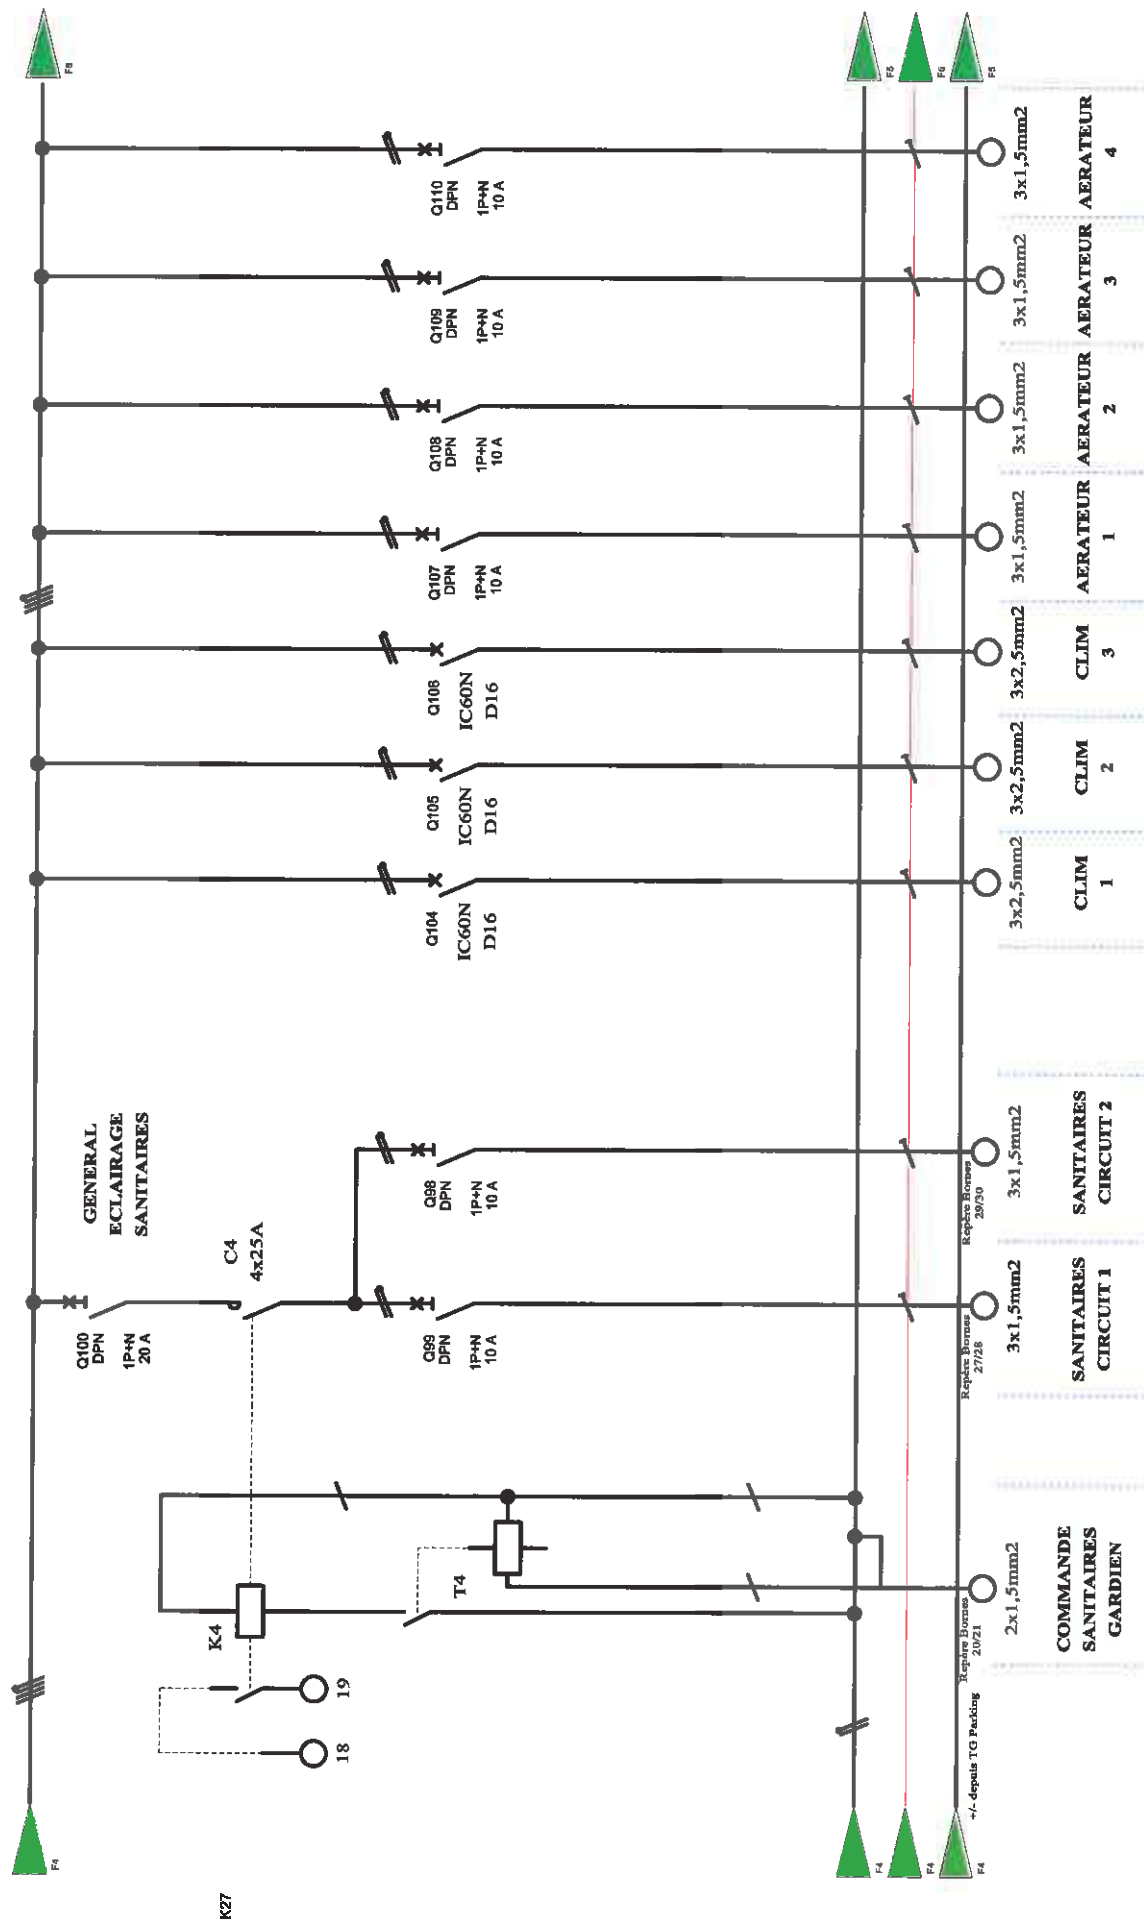 F4
F6
GENERAL
ECLAIRAGE
SANITAIRES
Q100
DPN
1P+N
20 A
C4
4x25A
K4
18
19
K27
T4
Q99
DPN
1P+N
10 A
Q98
DPN
1P+N
10 A
Q104
IC60N
D16
Q105
IC60N
D16
Q106
IC60N
D16
Q107
DPN
1P+N
10 A
Q108
DPN
1P+N
10 A
Q109
DPN
1P+N
10 A
Q110
DPN
1P+N
10 A
F4
F5
F4
F6
F4
F5
+/- depuis TG Parking
Repère Bornes
20/21
Repère Bornes
27/28
Repère Bornes
29/30
2x1,5mm2
3x1,5mm2
3x1,5mm2
3x2,5mm2
3x2,5mm2
3x2,5mm2
3x1,5mm2
3x1,5mm2
3x1,5mm2
3x1,5mm2
COMMANDE
SANITAIRES
GARDIEN
SANITAIRES
CIRCUIT 1
SANITAIRES
CIRCUIT 2
CLIM
1
CLIM
2
CLIM
3
AERATEUR
1
AERATEUR
2
AERATEUR
3
AERATEUR
4